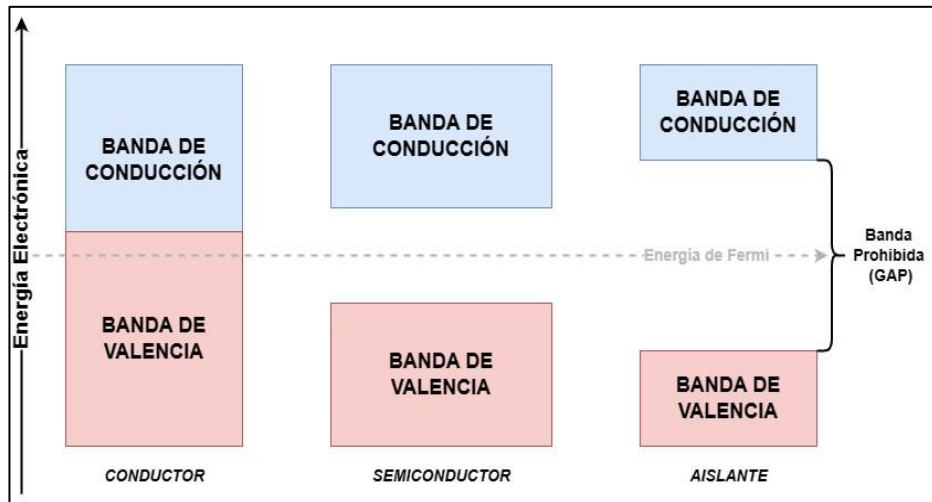 Energía Electrónica
BANDA DE
CONDUCCIÓN
BANDA DE
CONDUCCIÓN
BANDA DE
CONDUCCIÓN
Energía de Fermi
Banda
Prohibida
(GAP)
BANDA DE
VALENCIA
BANDA DE
VALENCIA
BANDA DE
VALENCIA
CONDUCTOR
SEMICONDUCTOR
AISLANTE